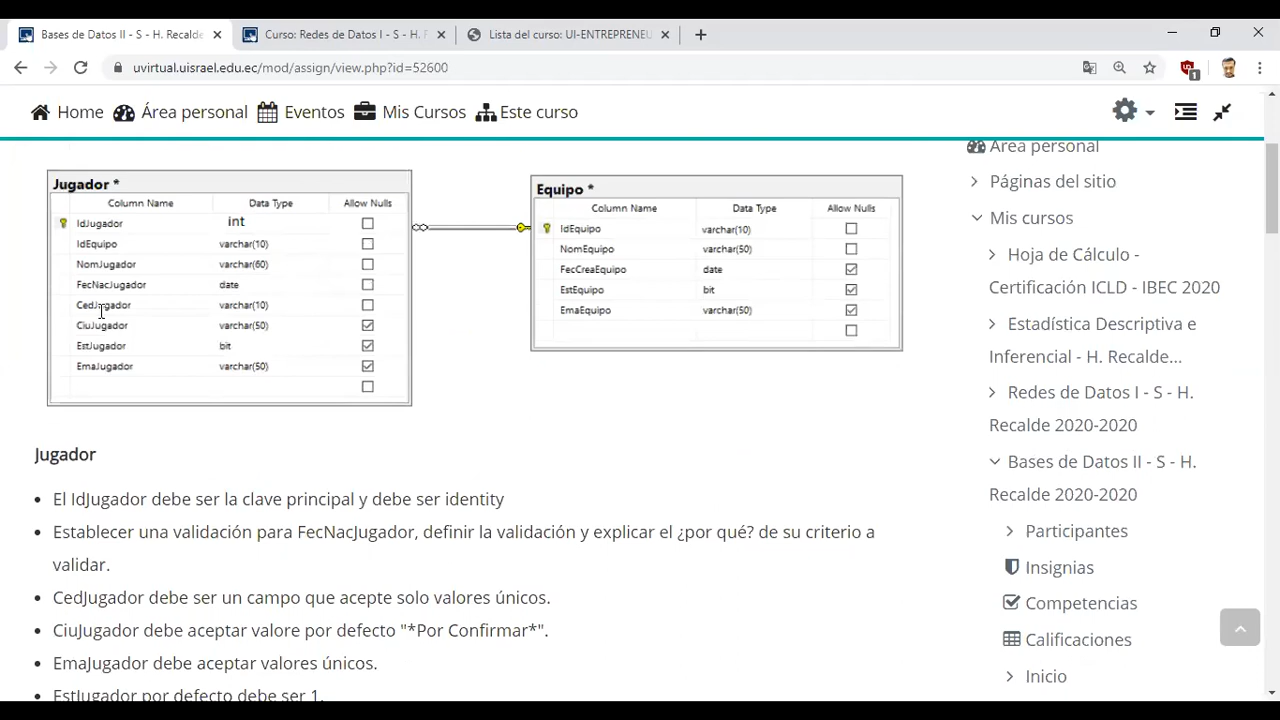 Bases de Datos II - S - H. Recalde
Curso: Redes de Datos I - S - H. F
Lista del curso: UI-ENTREPRENEU
uvirtual.uisrael.edu.ec/mod/assign/view.php?id=52600
1
Home Área personal Eventos Mis Cursos Este curso
Jugador *
Column Name Data Type Allow Nulls
IdJugador int
IdEquipo varchar(10)
NomJugador varchar(60)
FecNacJugador date
CedJugador varchar(10)
CiuJugador varchar(50)
EstJugador bit
EmaJugador varchar(50)
Equipo *
Column Name Data Type Allow Nulls
IdEquipo varchar(10)
NomEquipo varchar(50)
FecCreaEquipo date
EstEquipo bit
EmaEquipo varchar(50)
Jugador
• El IdJugador debe ser la clave principal y debe ser identity
• Establecer una validación para FecNacJugador, definir la validación y explicar el ¿por qué? de su criterio a
validar.
• CedJugador debe ser un campo que acepte solo valores únicos.
• CiuJugador debe aceptar valore por defecto "*Por Confirmar*".
• EmaJugador debe aceptar valores únicos.
• EstJugador por defecto debe ser 1.
Área personal
Páginas del sitio
Mis cursos
Hoja de Cálculo -
Certificación ICLD - IBEC 2020
Estadística Descriptiva e
Inferencial - H. Recalde...
Redes de Datos I - S - H.
Recalde 2020-2020
Bases de Datos II - S - H.
Recalde 2020-2020
Participantes
Insignias
Competencias
Calificaciones
Inicio